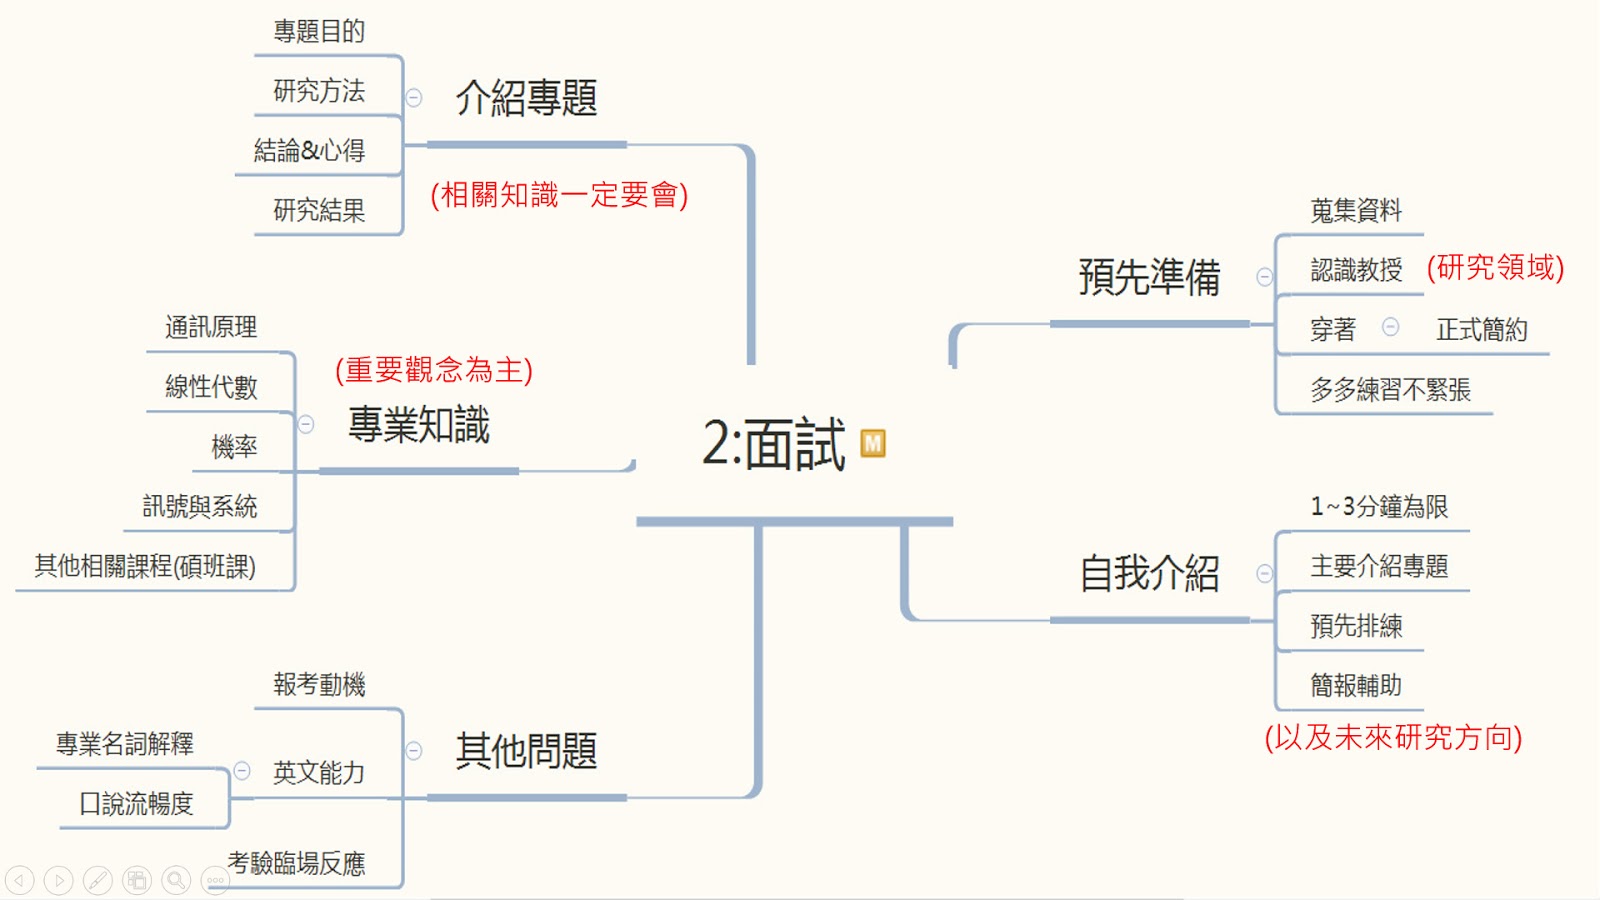 2:面試
M
介紹專題
(相關知識一定要會)
專題目的
研究方法
結論&心得
研究結果
(重要觀念為主)
專業知識
通訊原理
線性代數
機率
訊號與系統
其他相關課程(碩班課)
其他問題
報考動機
英文能力
專業名詞解釋
口說流暢度
考驗臨場反應
預先準備
蒐集資料
認識教授 (研究領域)
穿著 正式簡約
多多練習不緊張
自我介紹
1~3分鐘為限
主要介紹專題
預先排練
簡報輔助
(以及未來研究方向)